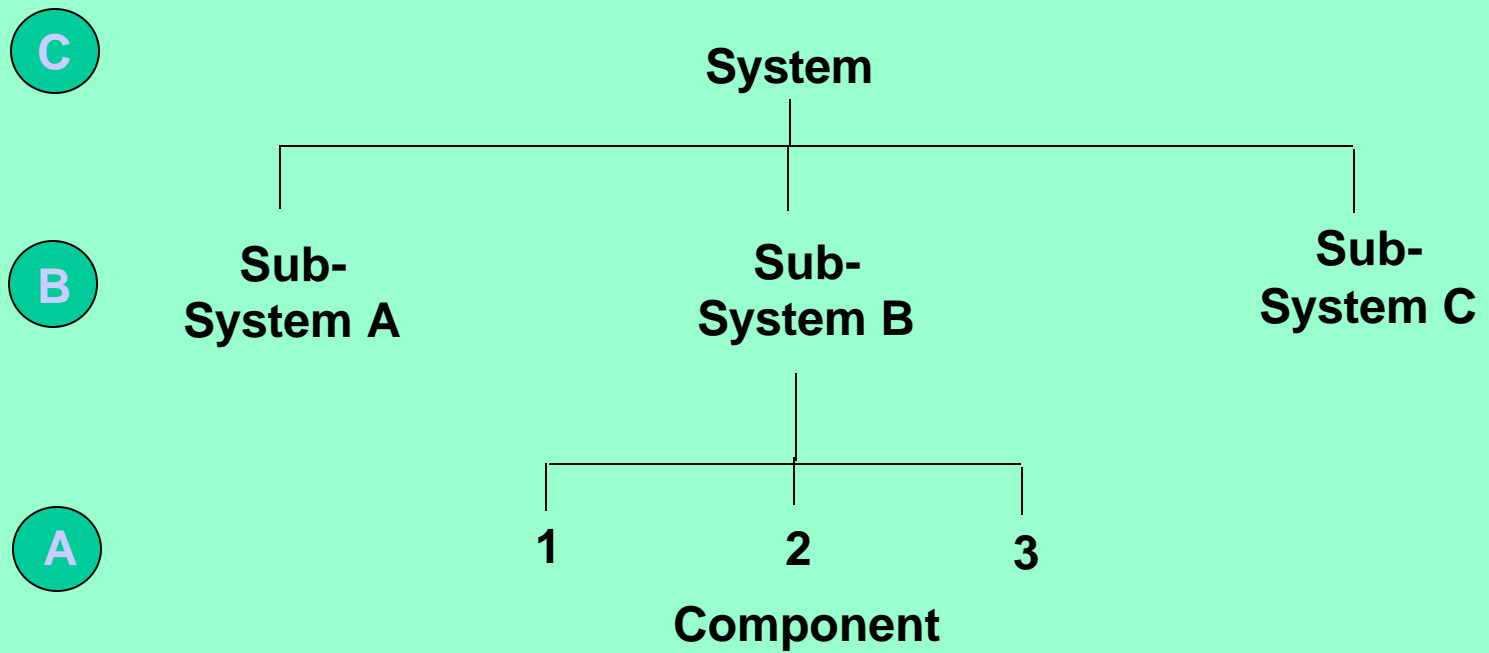 C
System
B
Sub-
System A
Sub-
System B
Sub-
System C
A
1
2
3
Component